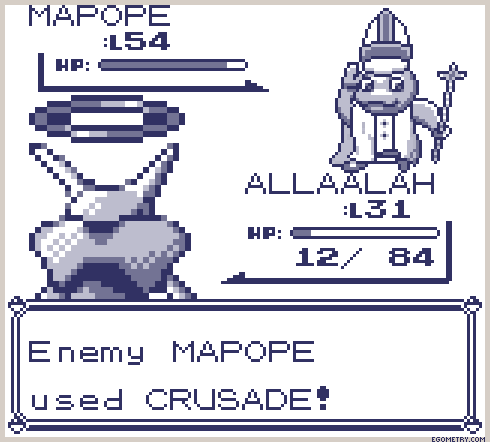 MAPOPE
:L54
HP:
ALLAALAH
:L31
HP:
12/ 84
Enemy MAPOPE
used CRUSADE!
EGOMETRY.COM